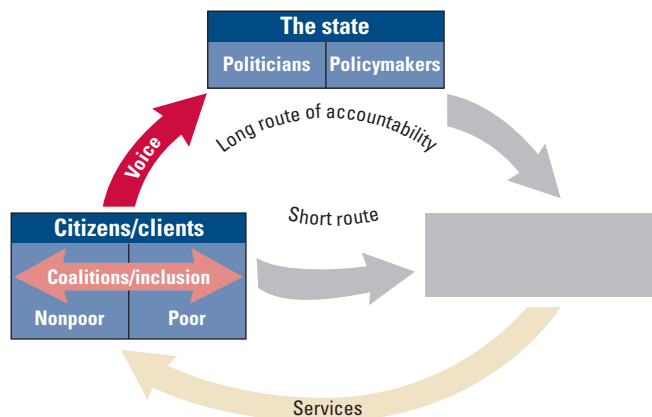 The state
Politicians Policymakers
Long route of accountability
Voice
Short route
Citizens/clients
Coalitions/inclusion
Nonpoor Poor
Services